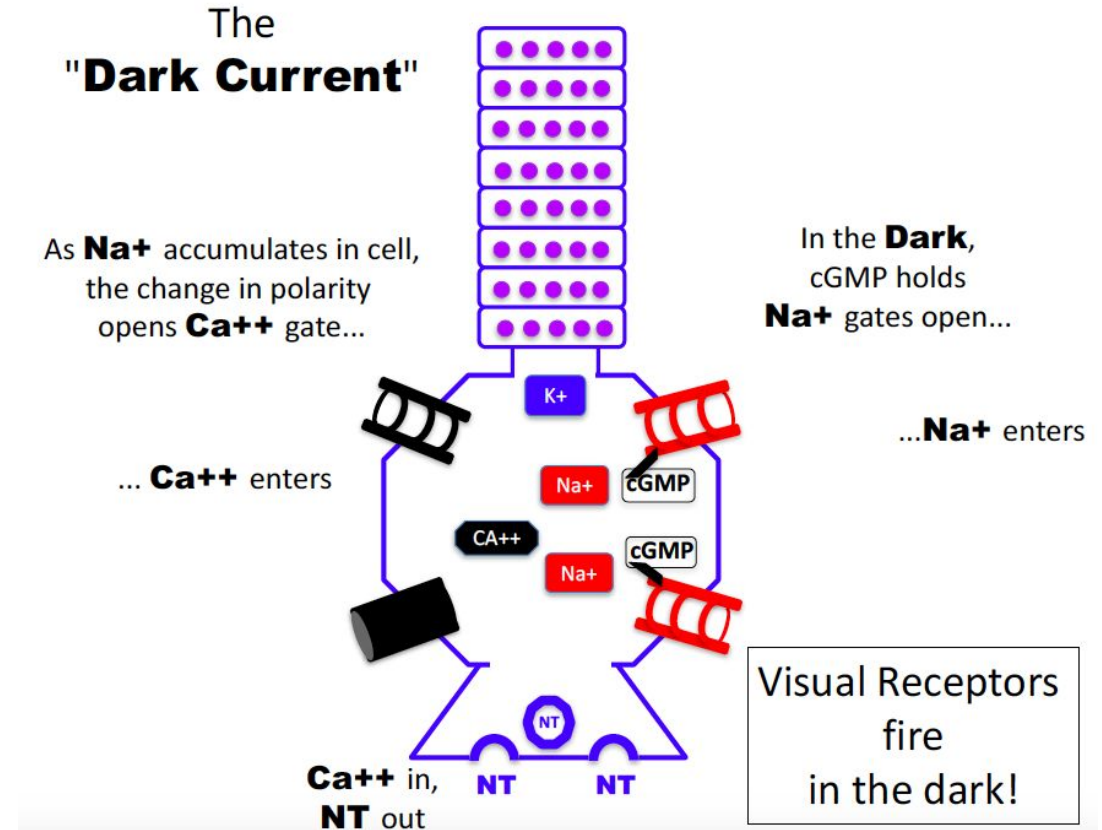 The
"Dark Current"
As Na+ accumulates in cell,
the change in polarity
opens Ca++ gate...
In the Dark,
cGMP holds
Na+ gates open...
K+
...Na+ enters
... Ca++ enters
Na+
cGMP
CA++
cGMP
Na+
Visual Receptors
fire
in the dark!
NT
Ca++ in,
NT out
NT
NT